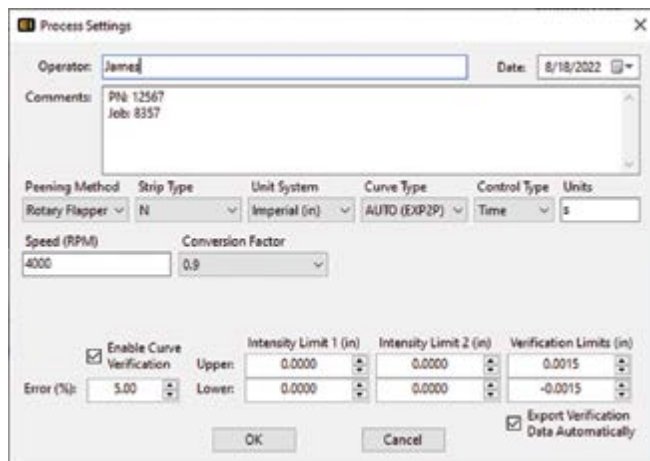 Process Settings
Operator: James
Date: 8/18/2022
Comments: PN: 12567
Job: 8357
Peening Method Strip Type Unit System Curve Type Control Type Units
Rotary Flapper N Imperial (in) AUTO (EXP2P) Time s
Speed (RPM) Conversion Factor
4000 0.9
Enable Curve Verification
Intensity Limit 1 (in) Intensity Limit 2 (in) Verification Limits (in)
Upper: 0.0000 0.0000 0.0015
Error (%): 5.00 Lower: 0.0000 0.0000 -0.0015
Export Verification
Data Automatically
OK Cancel